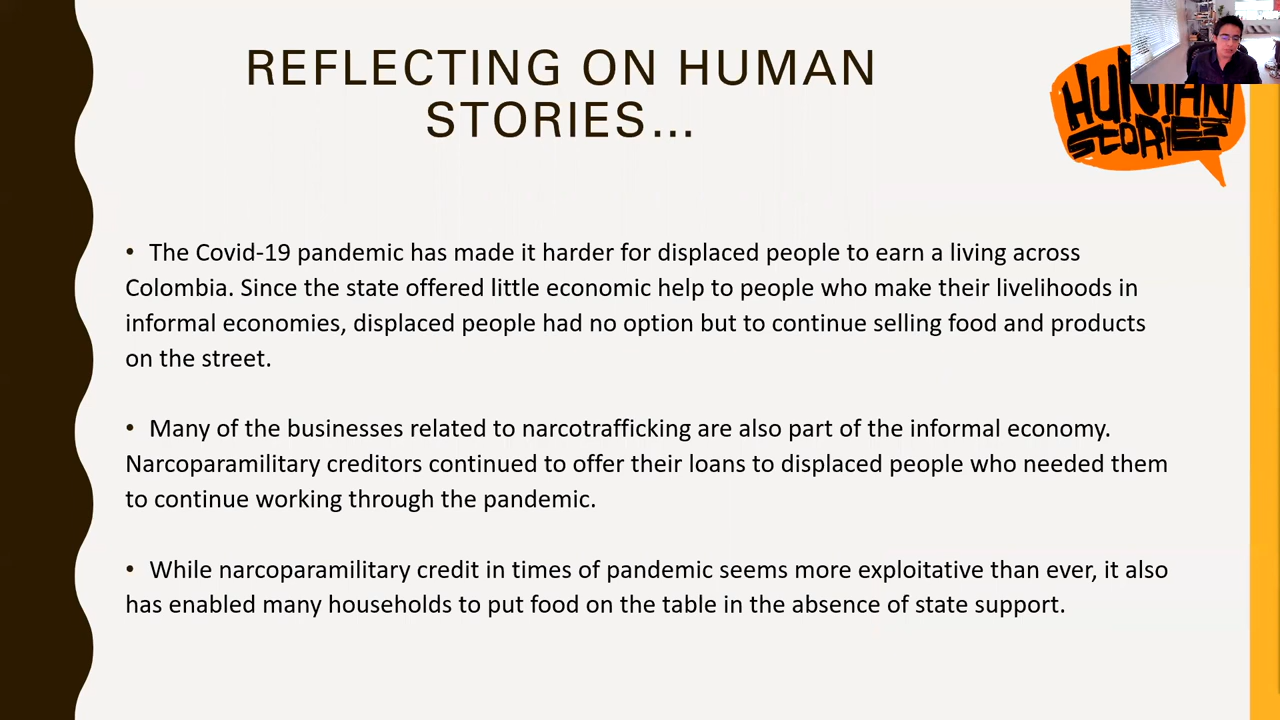 REFLECTING ON HUMAN
STORIES...
HUMAN
STORIES
• The Covid-19 pandemic has made it harder for displaced people to earn a living across
Colombia. Since the state offered little economic help to people who make their livelihoods in
informal economies, displaced people had no option but to continue selling food and products
on the street.
• Many of the businesses related to narcotrafficking are also part of the informal economy.
Narcoparamilitary creditors continued to offer their loans to displaced people who needed them
to continue working through the pandemic.
• While narcoparamilitary credit in times of pandemic seems more exploitative than ever, it also
has enabled many households to put food on the table in the absence of state support.